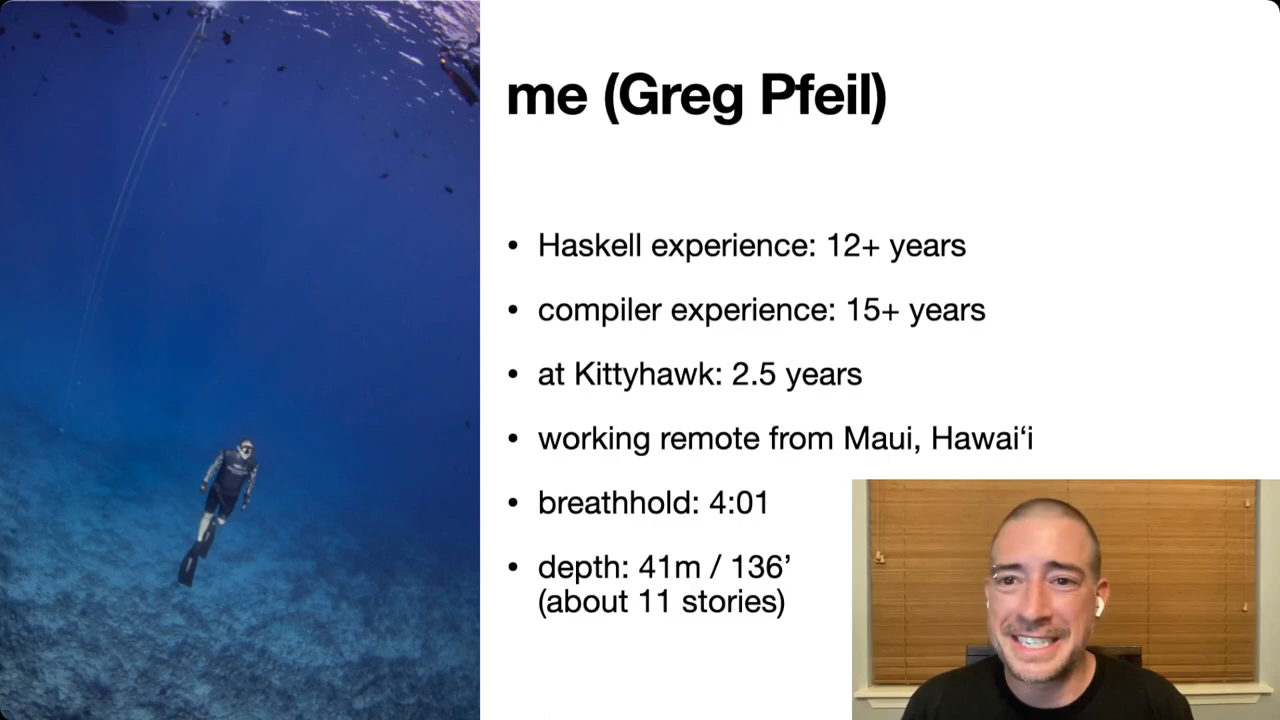 me (Greg Pfeil)
• Haskell experience: 12+ years
• compiler experience: 15+ years
• at Kittyhawk: 2.5 years
• working remote from Maui, Hawai‘i
• breathhold: 4:01
• depth: 41m / 136’
(about 11 stories)